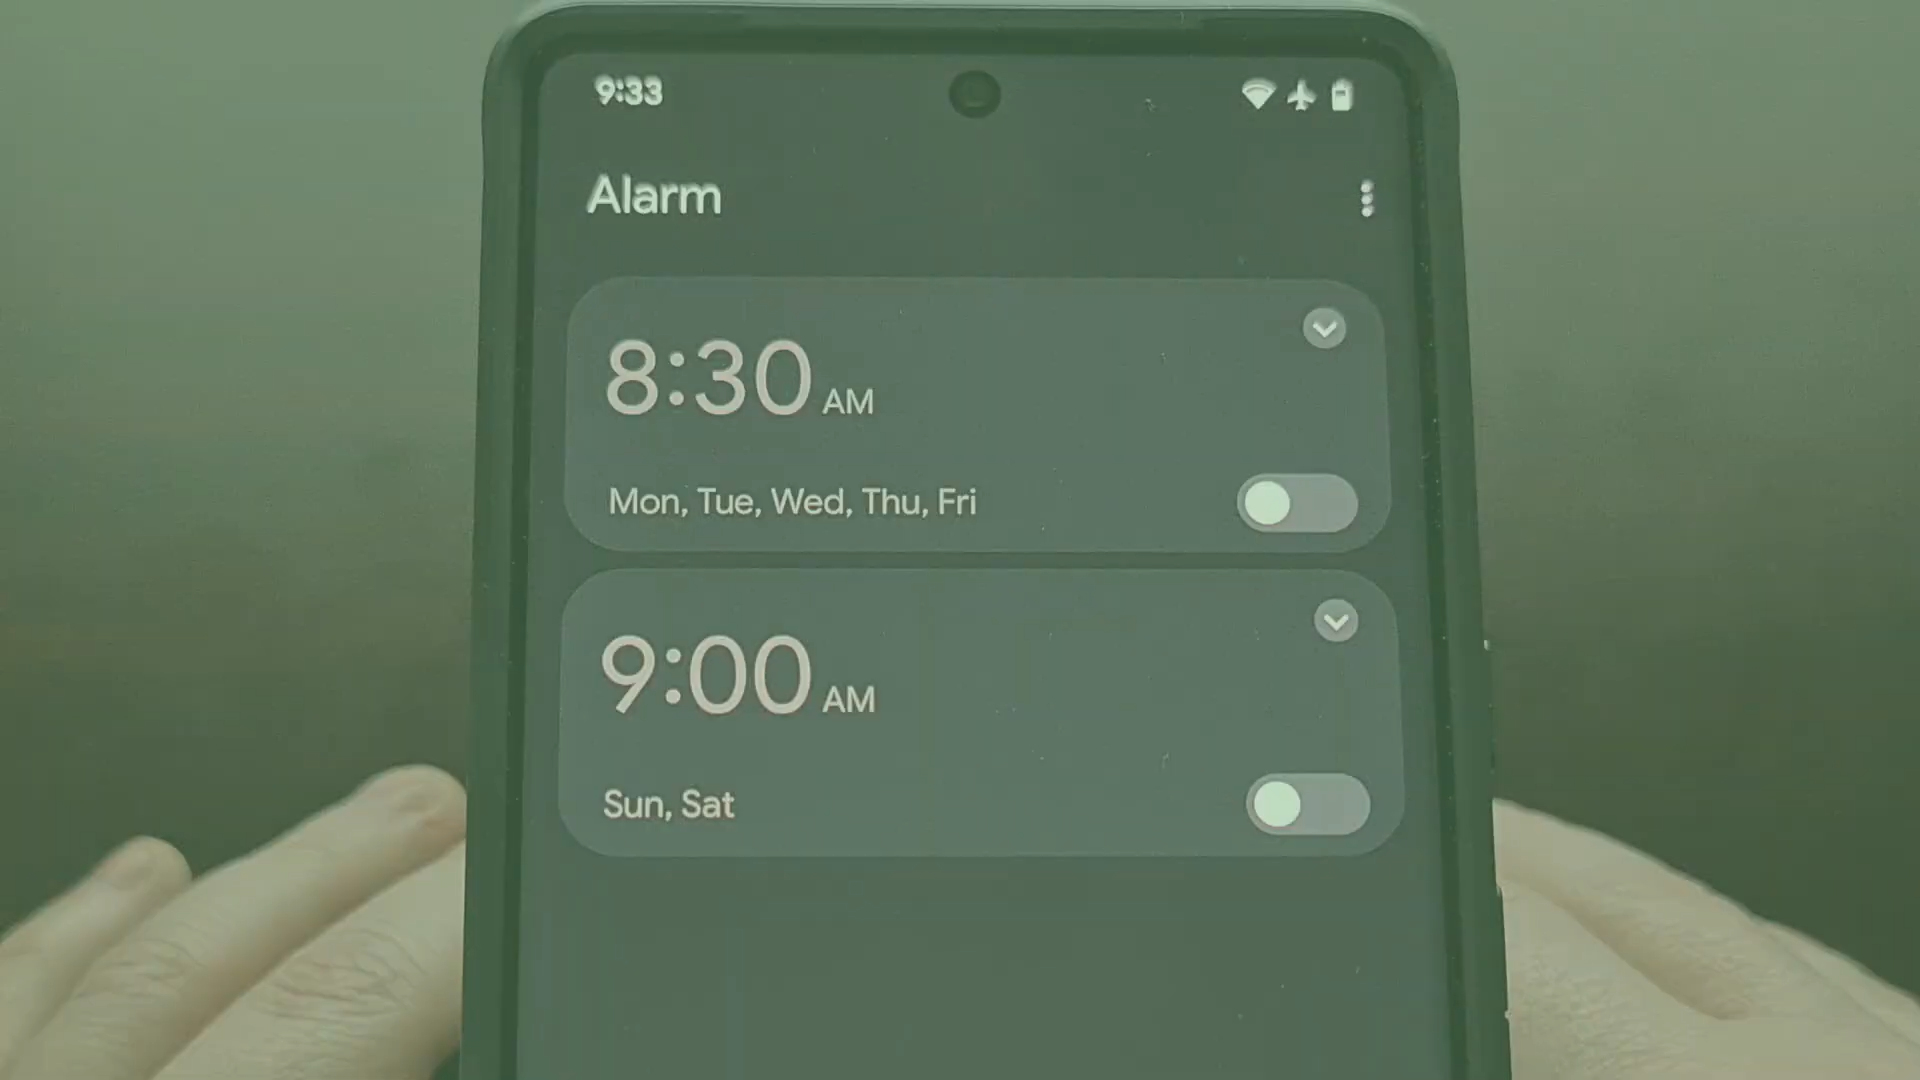 9:33
Alarm
8:30 AM
Mon, Tue, Wed, Thu, Fri
9:00 AM
Sun, Sat